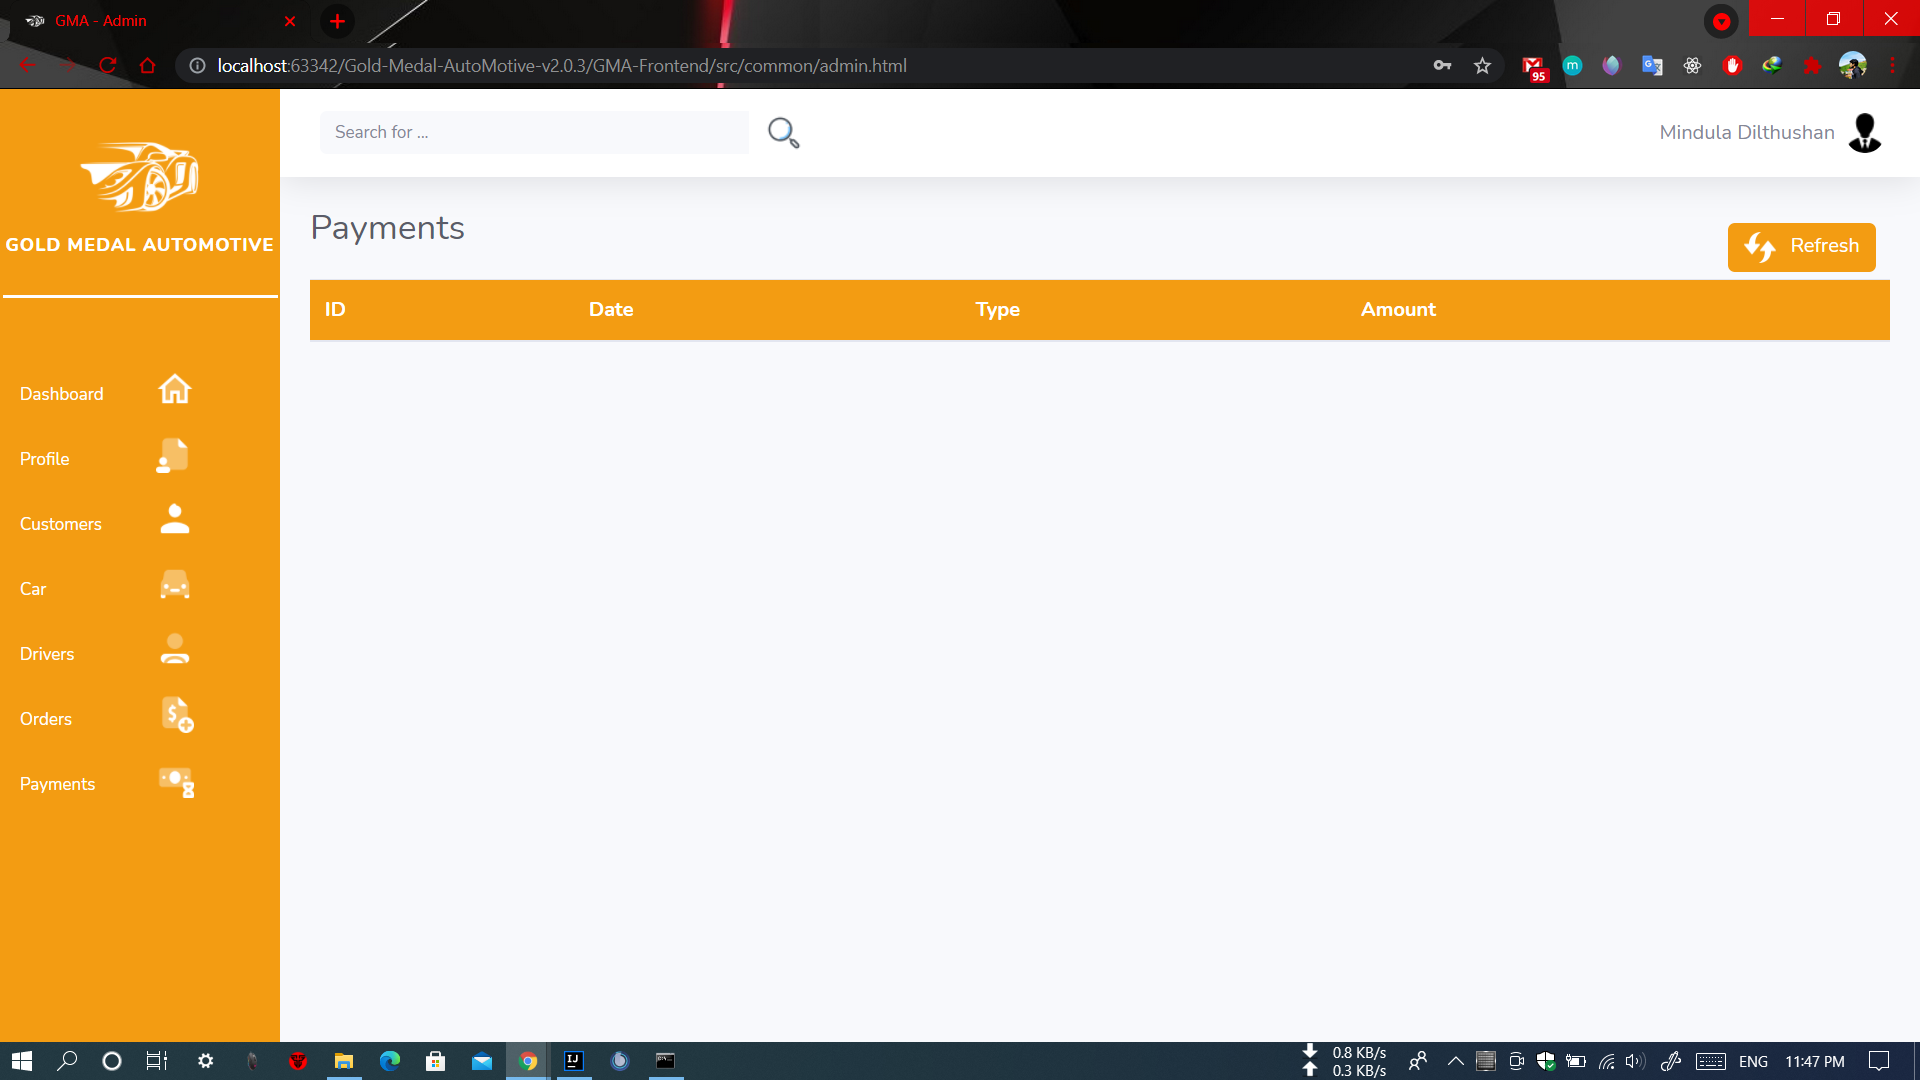 GMA - Admin
localhost:63342/Gold-Medal-AutoMotive-v2.0.3/GMA-Frontend/src/common/admin.html
95
m
GOLD MEDAL AUTOMOTIVE
Search for ...
Mindula Dilthushan
Payments
Refresh
ID Date Type Amount
Dashboard
Profile
Customers
Car
Drivers
Orders
Payments
IJ
0.8 KB/s
0.3 KB/s
ENG
11:47 PM